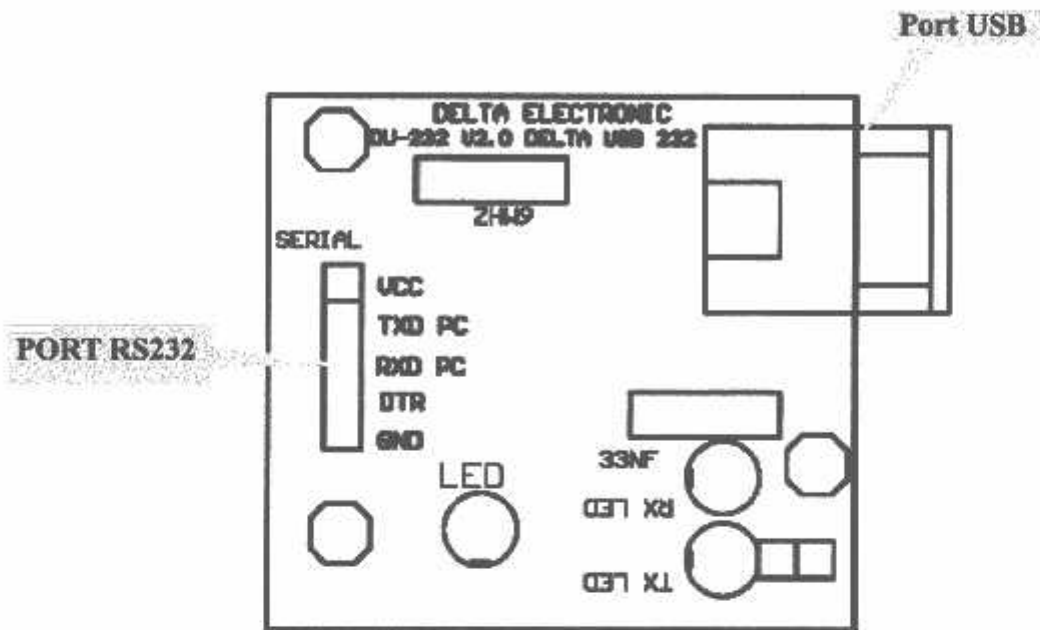 Port USB
DELTA ELECTRONIC
DU-232 V2.0 DELTA USB 232
ZHW9
SERIAL
VCC
TXD PC
RXD PC
DTR
GND
PORT RS232
33NF
LED
RX LED
TX LED